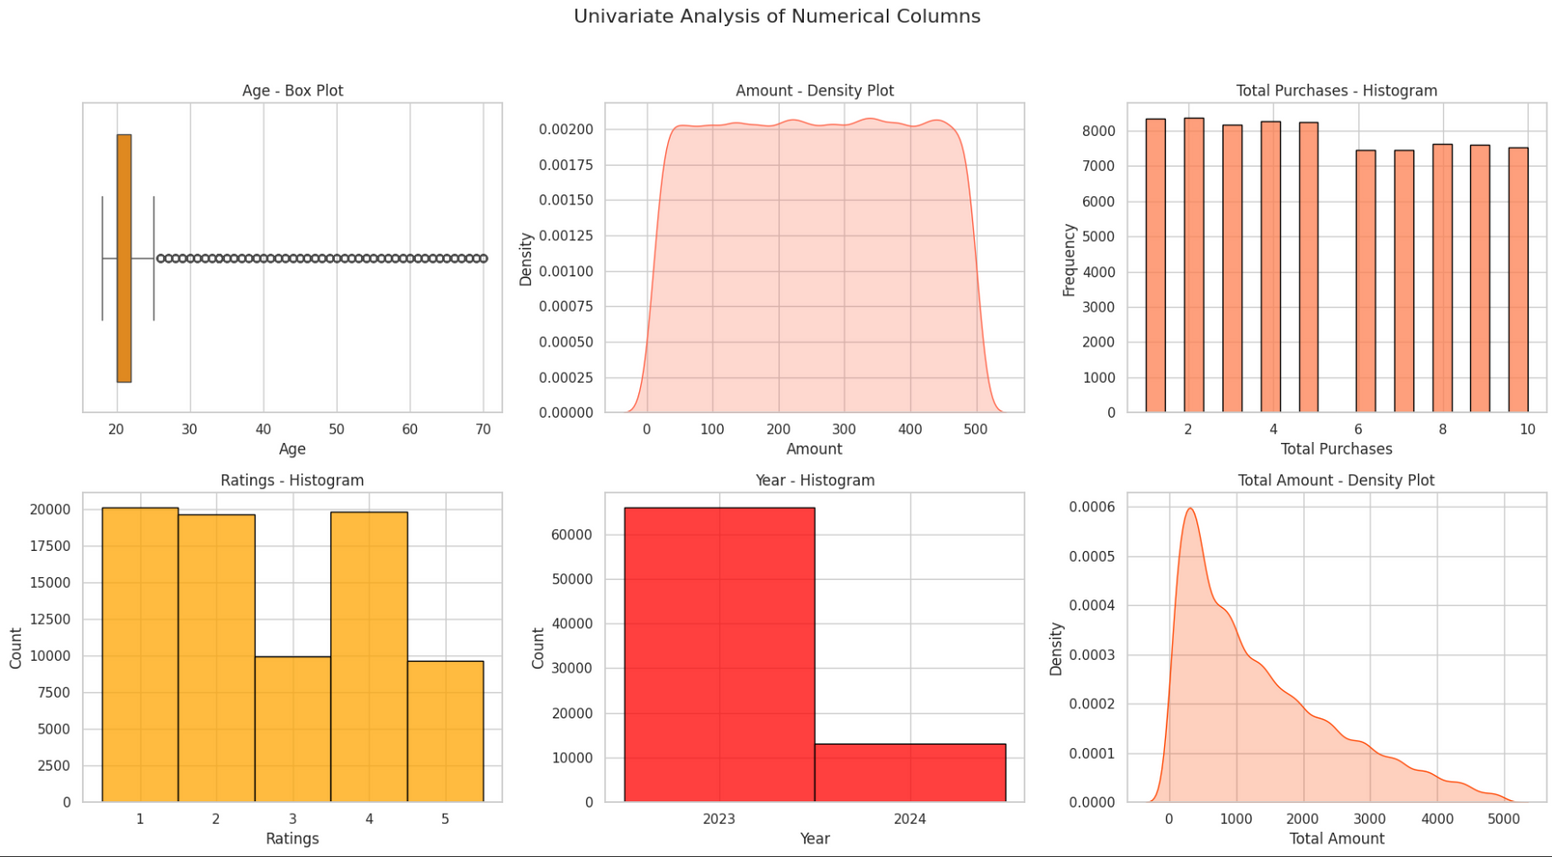 Univariate Analysis of Numerical Columns
Age - Box Plot
20 30 40 50 60 70
Age
Amount - Density Plot
Density
0.00200
0.00175
0.00150
0.00125
0.00100
0.00075
0.00050
0.00025
0.00000
0 100 200 300 400 500
Amount
Total Purchases - Histogram
Frequency
8000
7000
6000
5000
4000
3000
2000
1000
0
2 4 6 8 10
Total Purchases
Ratings - Histogram
Count
20000
17500
15000
12500
10000
7500
5000
2500
0
1 2 3 4 5
Ratings
Year - Histogram
Count
60000
50000
40000
30000
20000
10000
0
2023 2024
Year
Total Amount - Density Plot
Density
0.0006
0.0005
0.0004
0.0003
0.0002
0.0001
0.0000
0 1000 2000 3000 4000 5000
Total Amount